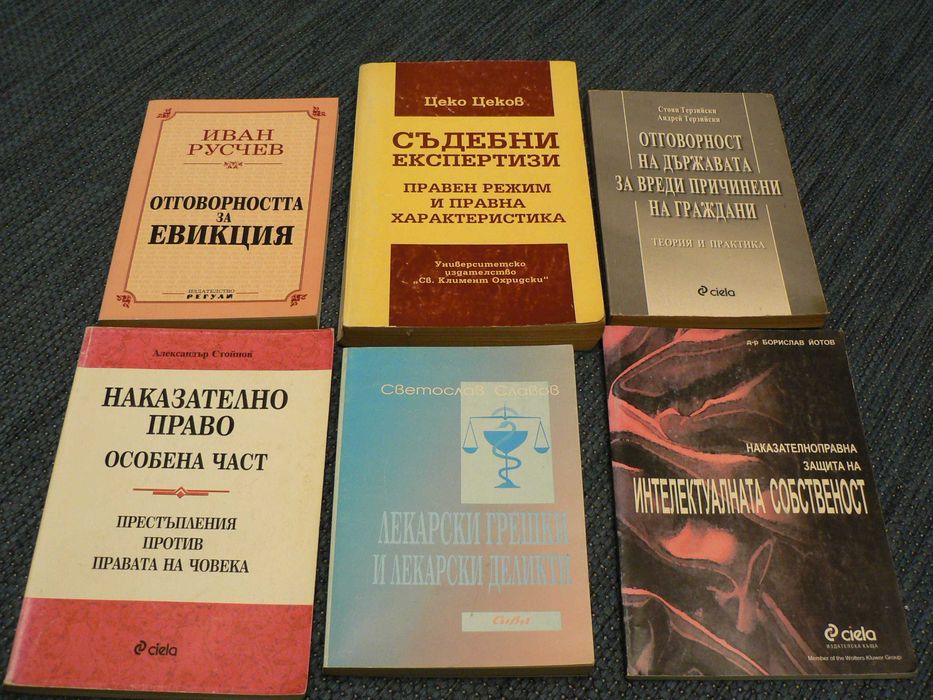 ИВАН
РУСЧЕВ
ОТГОВОРНОСТТА
ЗА
ЕВИКЦИЯ
ИЗДАТЕЛСТВО
РЕГУЛИ
Цеко Цеков
СЪДЕБНИ
ЕКСПЕРТИЗИ
ПРАВЕН РЕЖИМ
И ПРАВНА
ХАРАКТЕРИСТИКА
Университетско
издателство
„Св. Климент Охридски“
Стоян Терзийски
Андрей Терзийски
ОТГОВОРНОСТ
НА ДЪРЖАВАТА
ЗА ВРЕДИ ПРИЧИНЕНИ
НА ГРАЖДАНИ
ТЕОРИЯ И ПРАКТИКА
ciela
Александър Стойнов
НАКАЗАТЕЛНО
ПРАВО
ОСОБЕНА ЧАСТ
ПРЕСТЪПЛЕНИЯ
ПРОТИВ
ПРАВАТА НА ЧОВЕКА
ciela
Светослав Славов
ЛЕКАРСКИ ГРЕШКИ
И ЛЕКАРСКИ ДЕЛИКТИ
Сиби
д-р БОРИСЛАВ ЙОТОВ
НАКАЗАТЕЛНОПРАВНА
ЗАЩИТА НА
ИНТЕЛЕКТУАЛНАТА СОБСТВЕНОСТ
ciela
ИЗДАТЕЛСКА КЪЩА
Member of the Wolters Kluwer Group